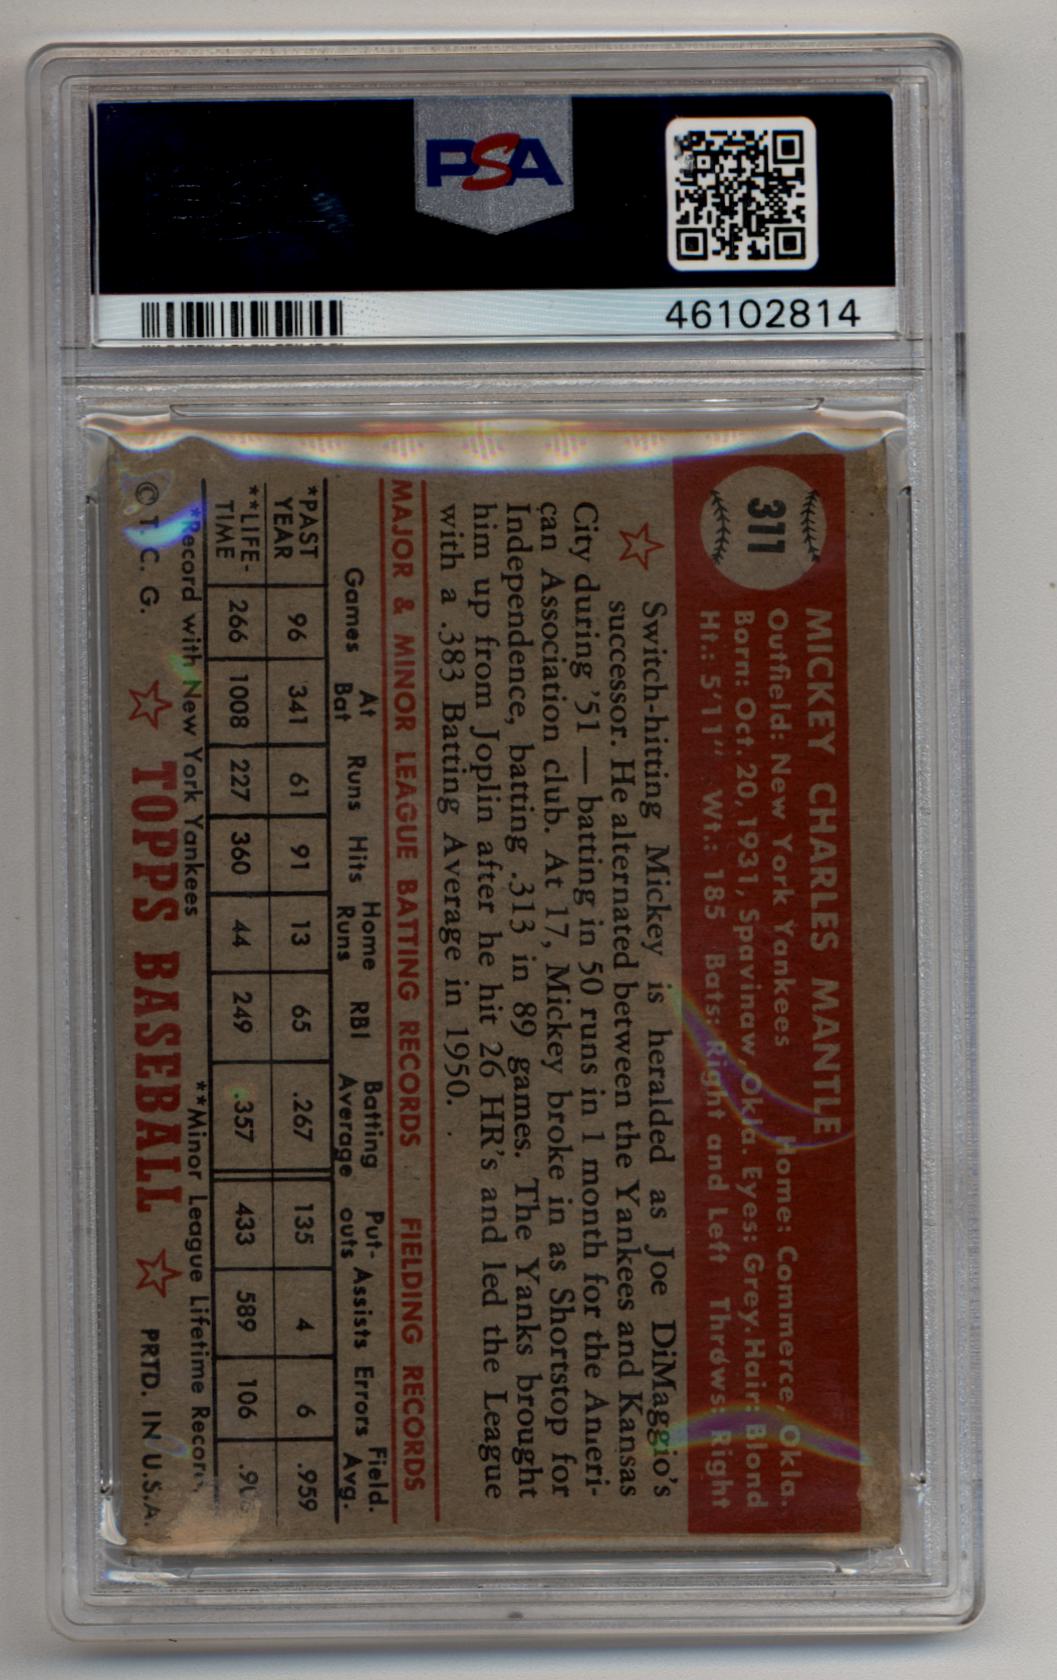 PSA
46102814
311
MICKEY CHARLES MANTLE
Outfield: New York Yankees Home: Commerce, Okla.
Born: Oct. 20, 1931, Spavinaw, Okla. Eyes: Grey. Hair: Blond
Ht.: 5'11" Wt.: 185 Bats: Right and Left Throws: Right
Switch-hitting Mickey is heralded as Joe DiMaggio's
successor. He alternated between the Yankees and Kansas
City during '51 — batting in 50 runs in 1 month for the Ameri-
can Association club. At 17, Mickey broke in as Shortstop for
Independence, batting .313 in 89 games. The Yanks brought
him up from Joplin after he hit 26 HR's and led the League
with a .383 Batting Average in 1950.
MAJOR & MINOR LEAGUE BATTING RECORDS FIELDING RECORDS
Games At Bat Runs Hits Home Runs RBI Batting Average Put-outs Assists Errors Field. Avg.
*PAST YEAR 96 341 61 91 13 65 .267 135 4 6 .959
**LIFE-TIME 266 1008 227 360 44 249 .357 433 589 106
*Record with New York Yankees **Minor League Lifetime Record
© T. C. G. ☆ TOPPS BASEBALL ☆ PRTD. IN U.S.A.